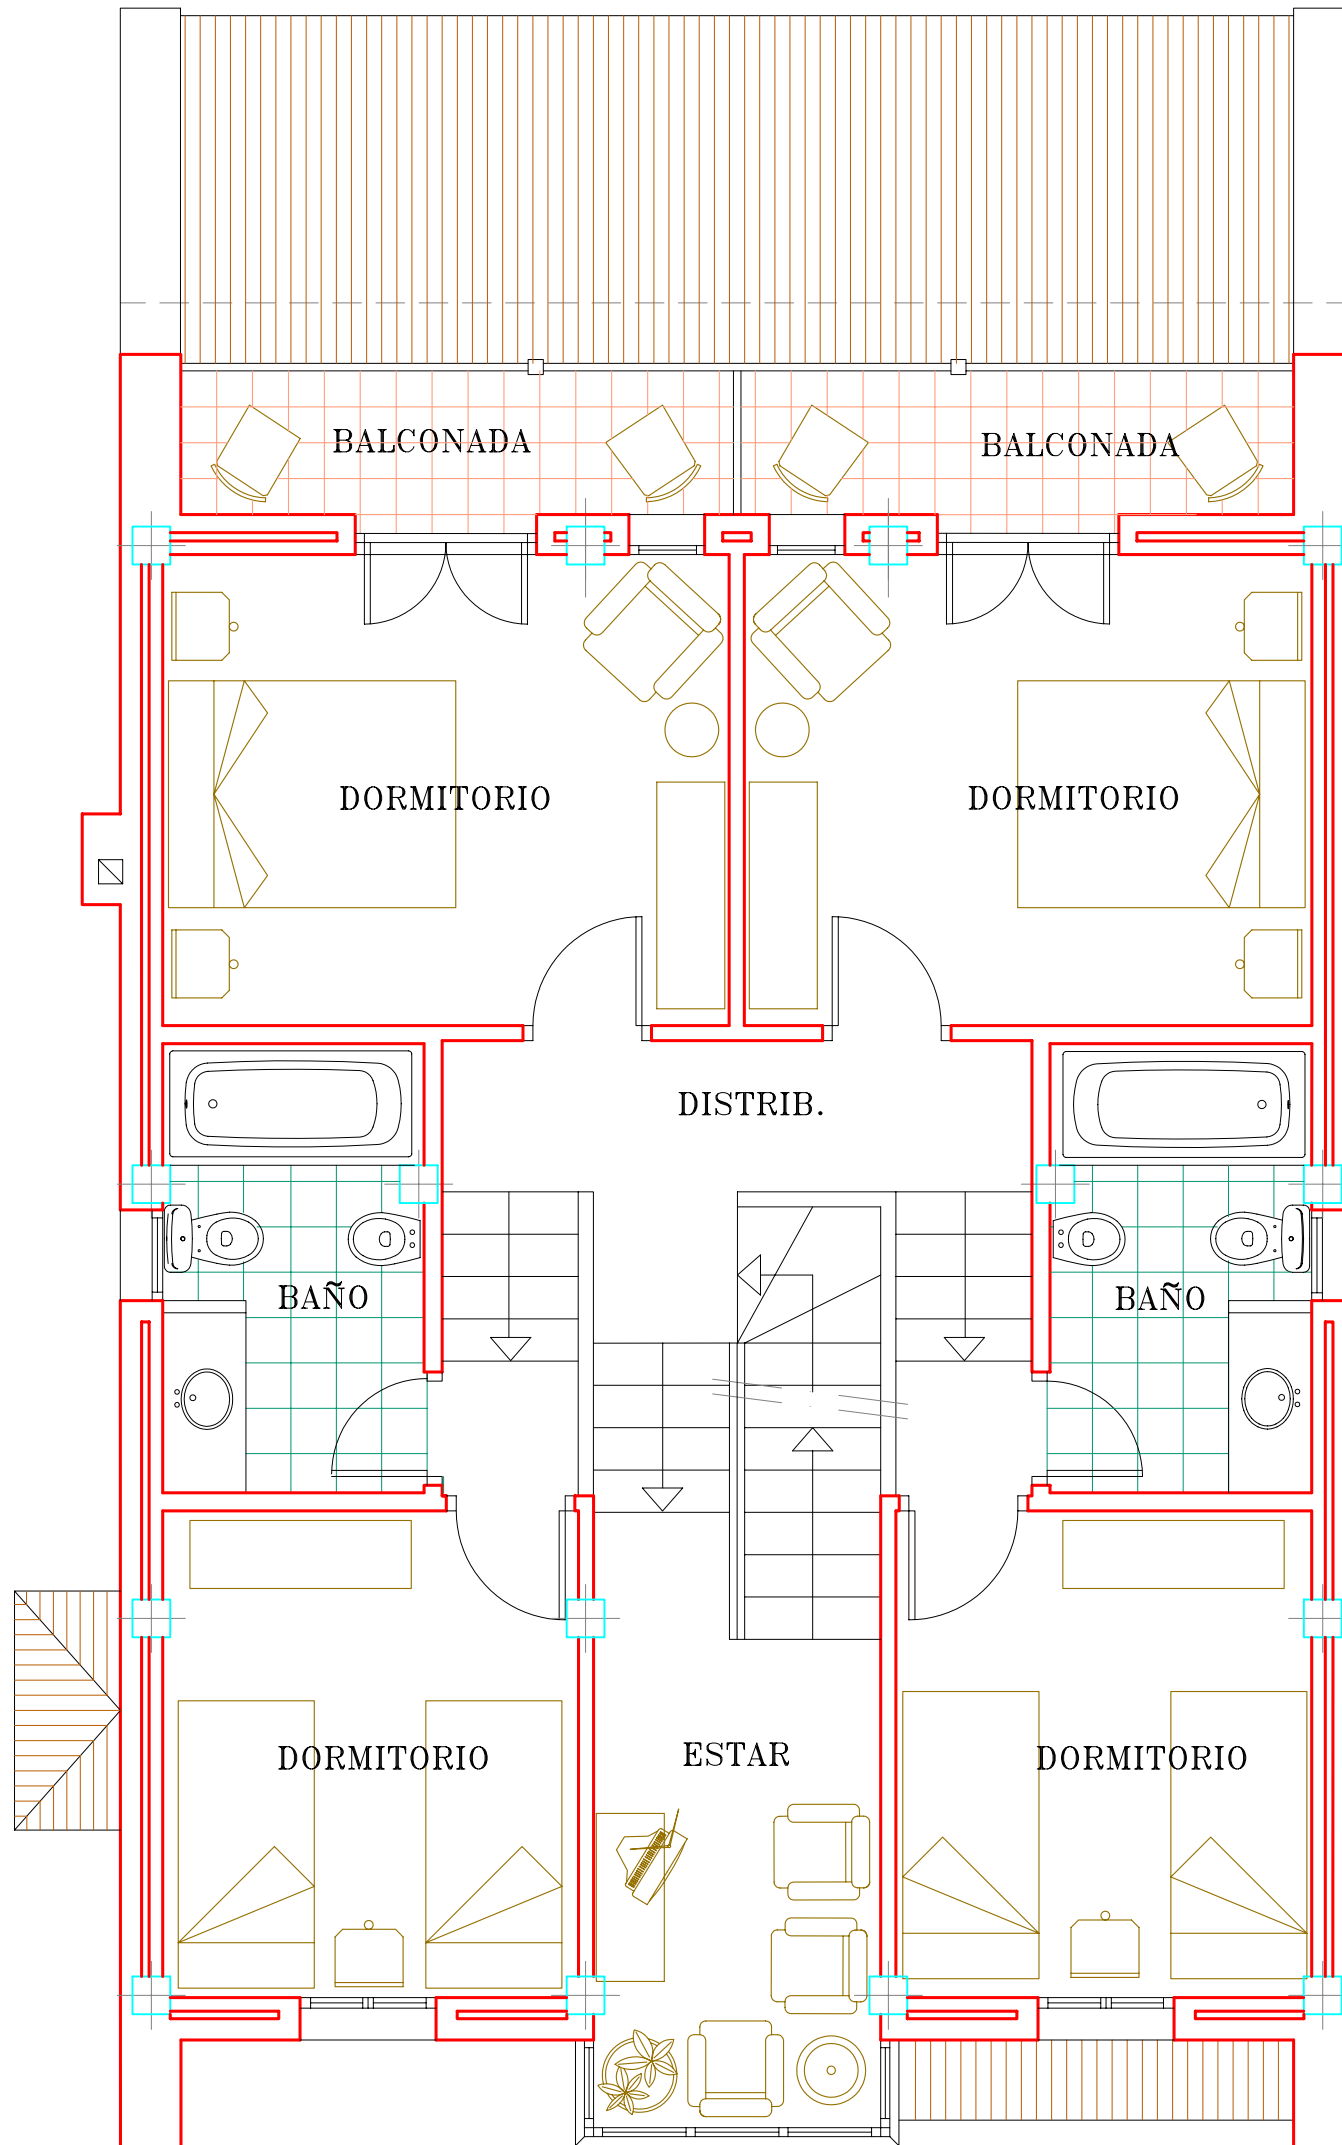 BALCONADA
BALCONADA
DORMITORIO
DORMITORIO
DISTRIB.
BAÑO
BAÑO
DORMITORIO
ESTAR
DORMITORIO